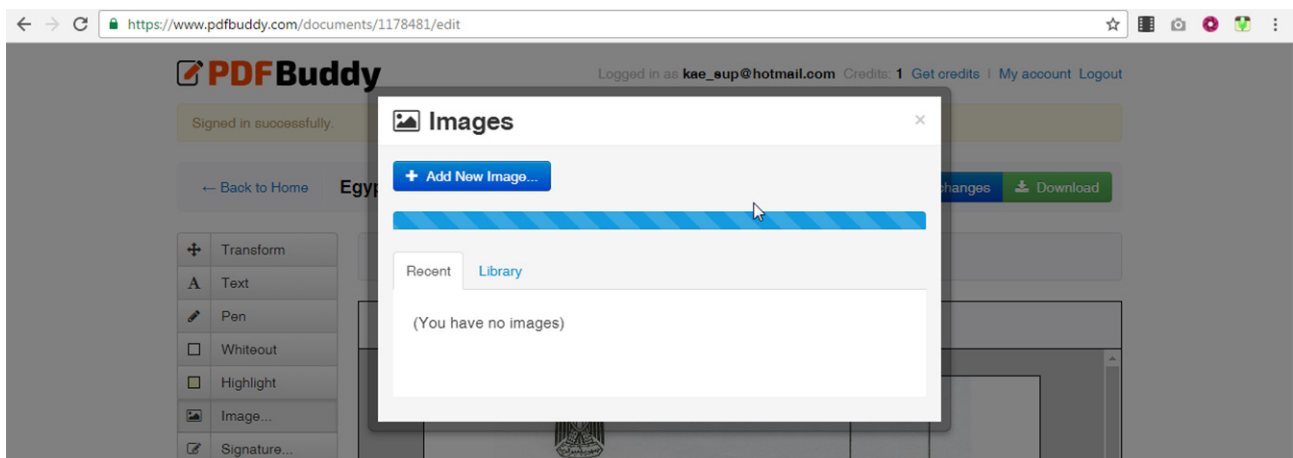 https://www.pdfbuddy.com/documents/1178481/edit
PDFBuddy
Logged in as kae_sup@hotmail.com Credits: 1 Get credits | My account Logout
Signed in successfully.
Images
×
← Back to Home
Egyp
+ Add New Image...
changes
Download
Transform
A Text
Pen
Whiteout
Highlight
Image...
Signature...
Recent
Library
(You have no images)